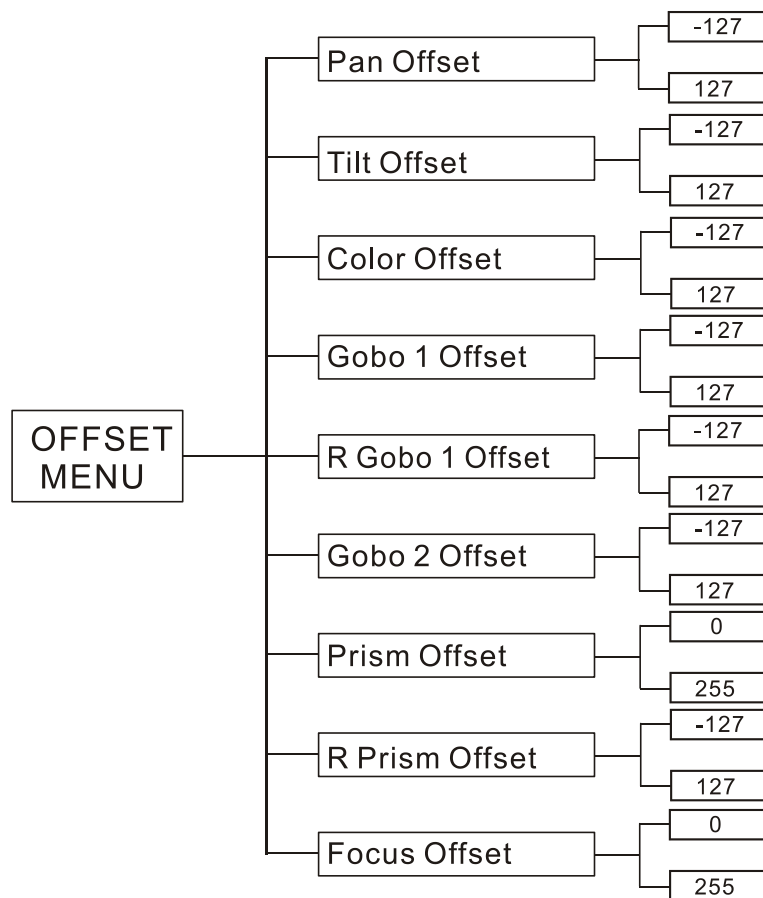 OFFSET
MENU
Pan Offset
-127
127
Tilt Offset
-127
127
Color Offset
-127
127
Gobo 1 Offset
-127
127
R Gobo 1 Offset
-127
127
Gobo 2 Offset
-127
127
Prism Offset
0
255
R Prism Offset
-127
127
Focus Offset
0
255